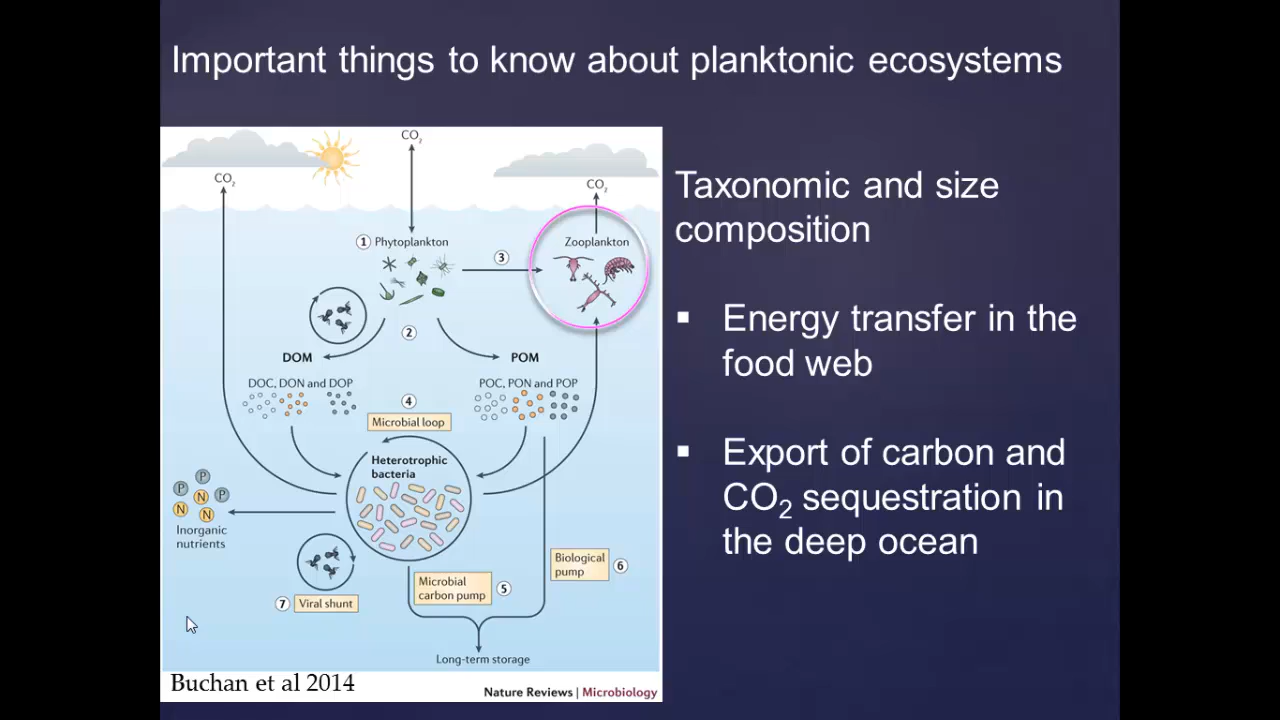 Important things to know about planktonic ecosystems
CO2
CO2
CO2
1 Phytoplankton
Zooplankton
3
2
DOM
POM
DOC, DON and DOP
POC, PON and POP
4
Microbial loop
Heterotrophic
bacteria
P
P
P
N
N
N
Inorganic
nutrients
Biological
pump
6
Microbial
carbon pump
5
7 Viral shunt
Long-term storage
Buchan et al 2014
Nature Reviews | Microbiology
Taxonomic and size
composition
▪ Energy transfer in the
food web
▪ Export of carbon and
CO2 sequestration in
the deep ocean